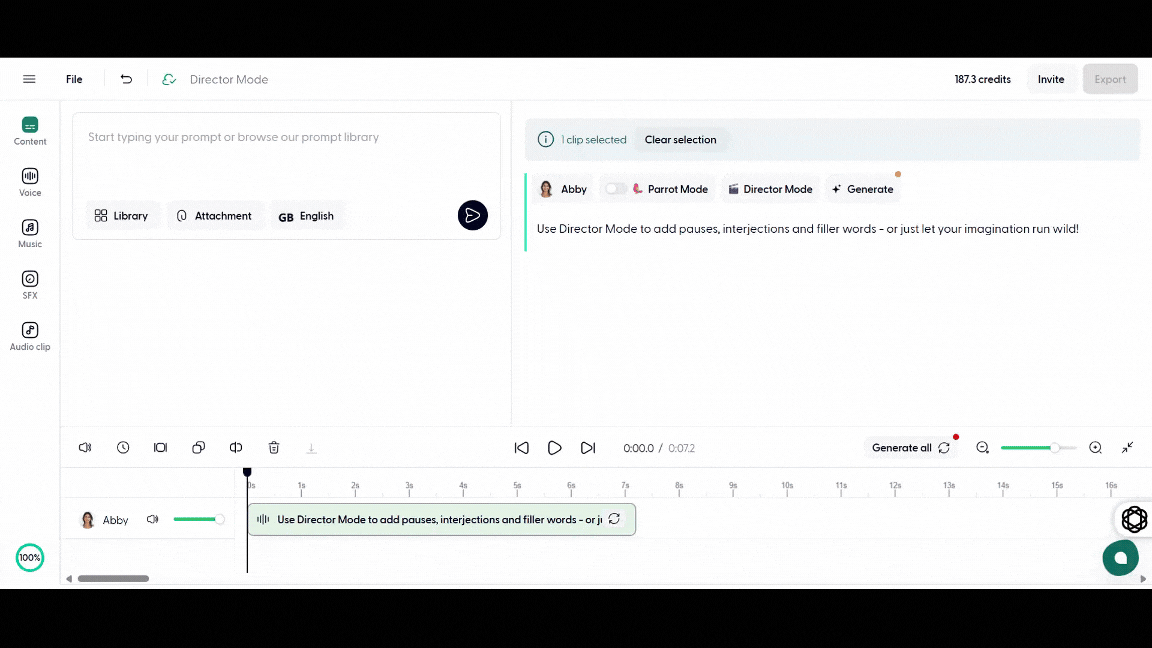 File
Director Mode
187.3 credits
Invite
Export
Content
Voice
Music
SFX
Audio clip
100%
Start typing your prompt or browse our prompt library
Library
Attachment
GB English
1 clip selected
Clear selection
Abby
Parrot Mode
Director Mode
Generate
Use Director Mode to add pauses, interjections and filler words - or just let your imagination run wild!
0:00.0 / 0:07.2
Generate all
0s 1s 2s 3s 4s 5s 6s 7s 8s 9s 10s 11s 12s 13s 14s 15s 16s
Abby
Use Director Mode to add pauses, interjections and filler words - or ju